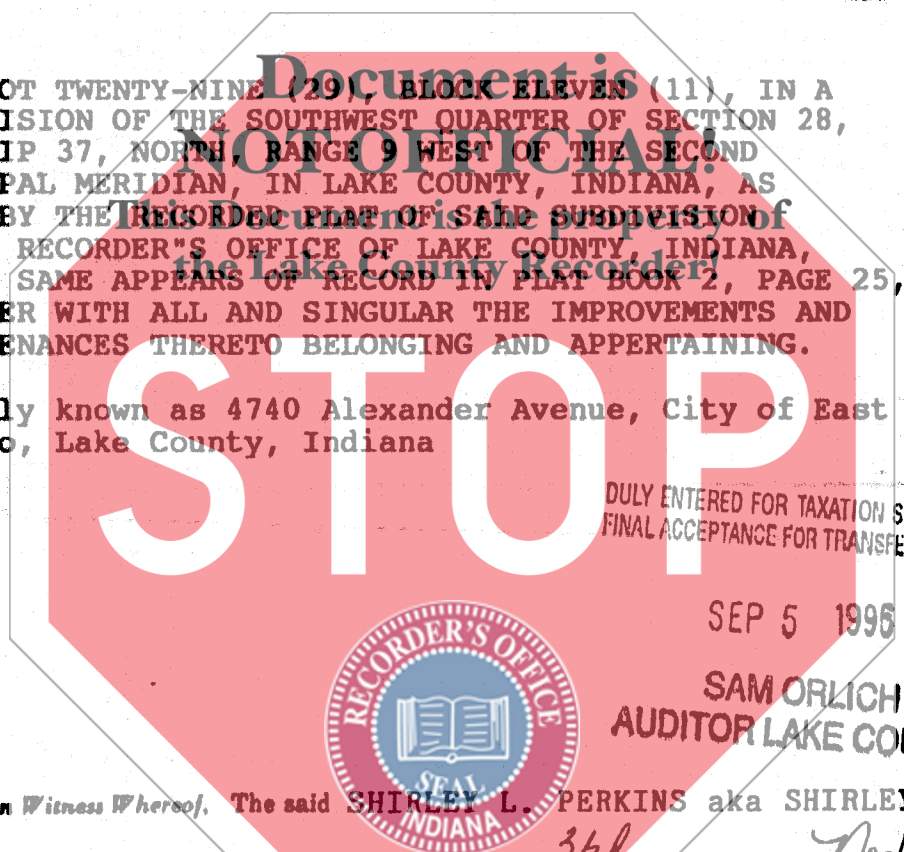 Document is
OT TWENTY-NINE (29), BLOCK ELEVEN (11), IN A
ISION OF THE SOUTHWEST QUARTER OF SECTION 28,
NOT OFFICIAL!
IP 37, NORTH, RANGE 9 WEST OF THE SECOND
PAL MERIDIAN, IN LAKE COUNTY, INDIANA, AS
This Document is the property of
BY THE RECORDED PLAT OF SAID SUBDIVISION
RECORDER"S OFFICE OF LAKE COUNTY, INDIANA,
the Lake County Recorder!
SAME APPEARS OF RECORD IN PLAT BOOK 2, PAGE 25,
ER WITH ALL AND SINGULAR THE IMPROVEMENTS AND
ENANCES THERETO BELONGING AND APPERTAINING.
STOP
ly known as 4740 Alexander Avenue, City of East
o, Lake County, Indiana
DULY ENTERED FOR TAXATION S
FINAL ACCEPTANCE FOR TRANSFE
SEP 5 1996
SAM ORLICH
AUDITOR LAKE CO
RECORDER'S OFFICE
SEAL
INDIANA
n Witness Whereof, The said SHIRLEY L. PERKINS aka SHIRLEY